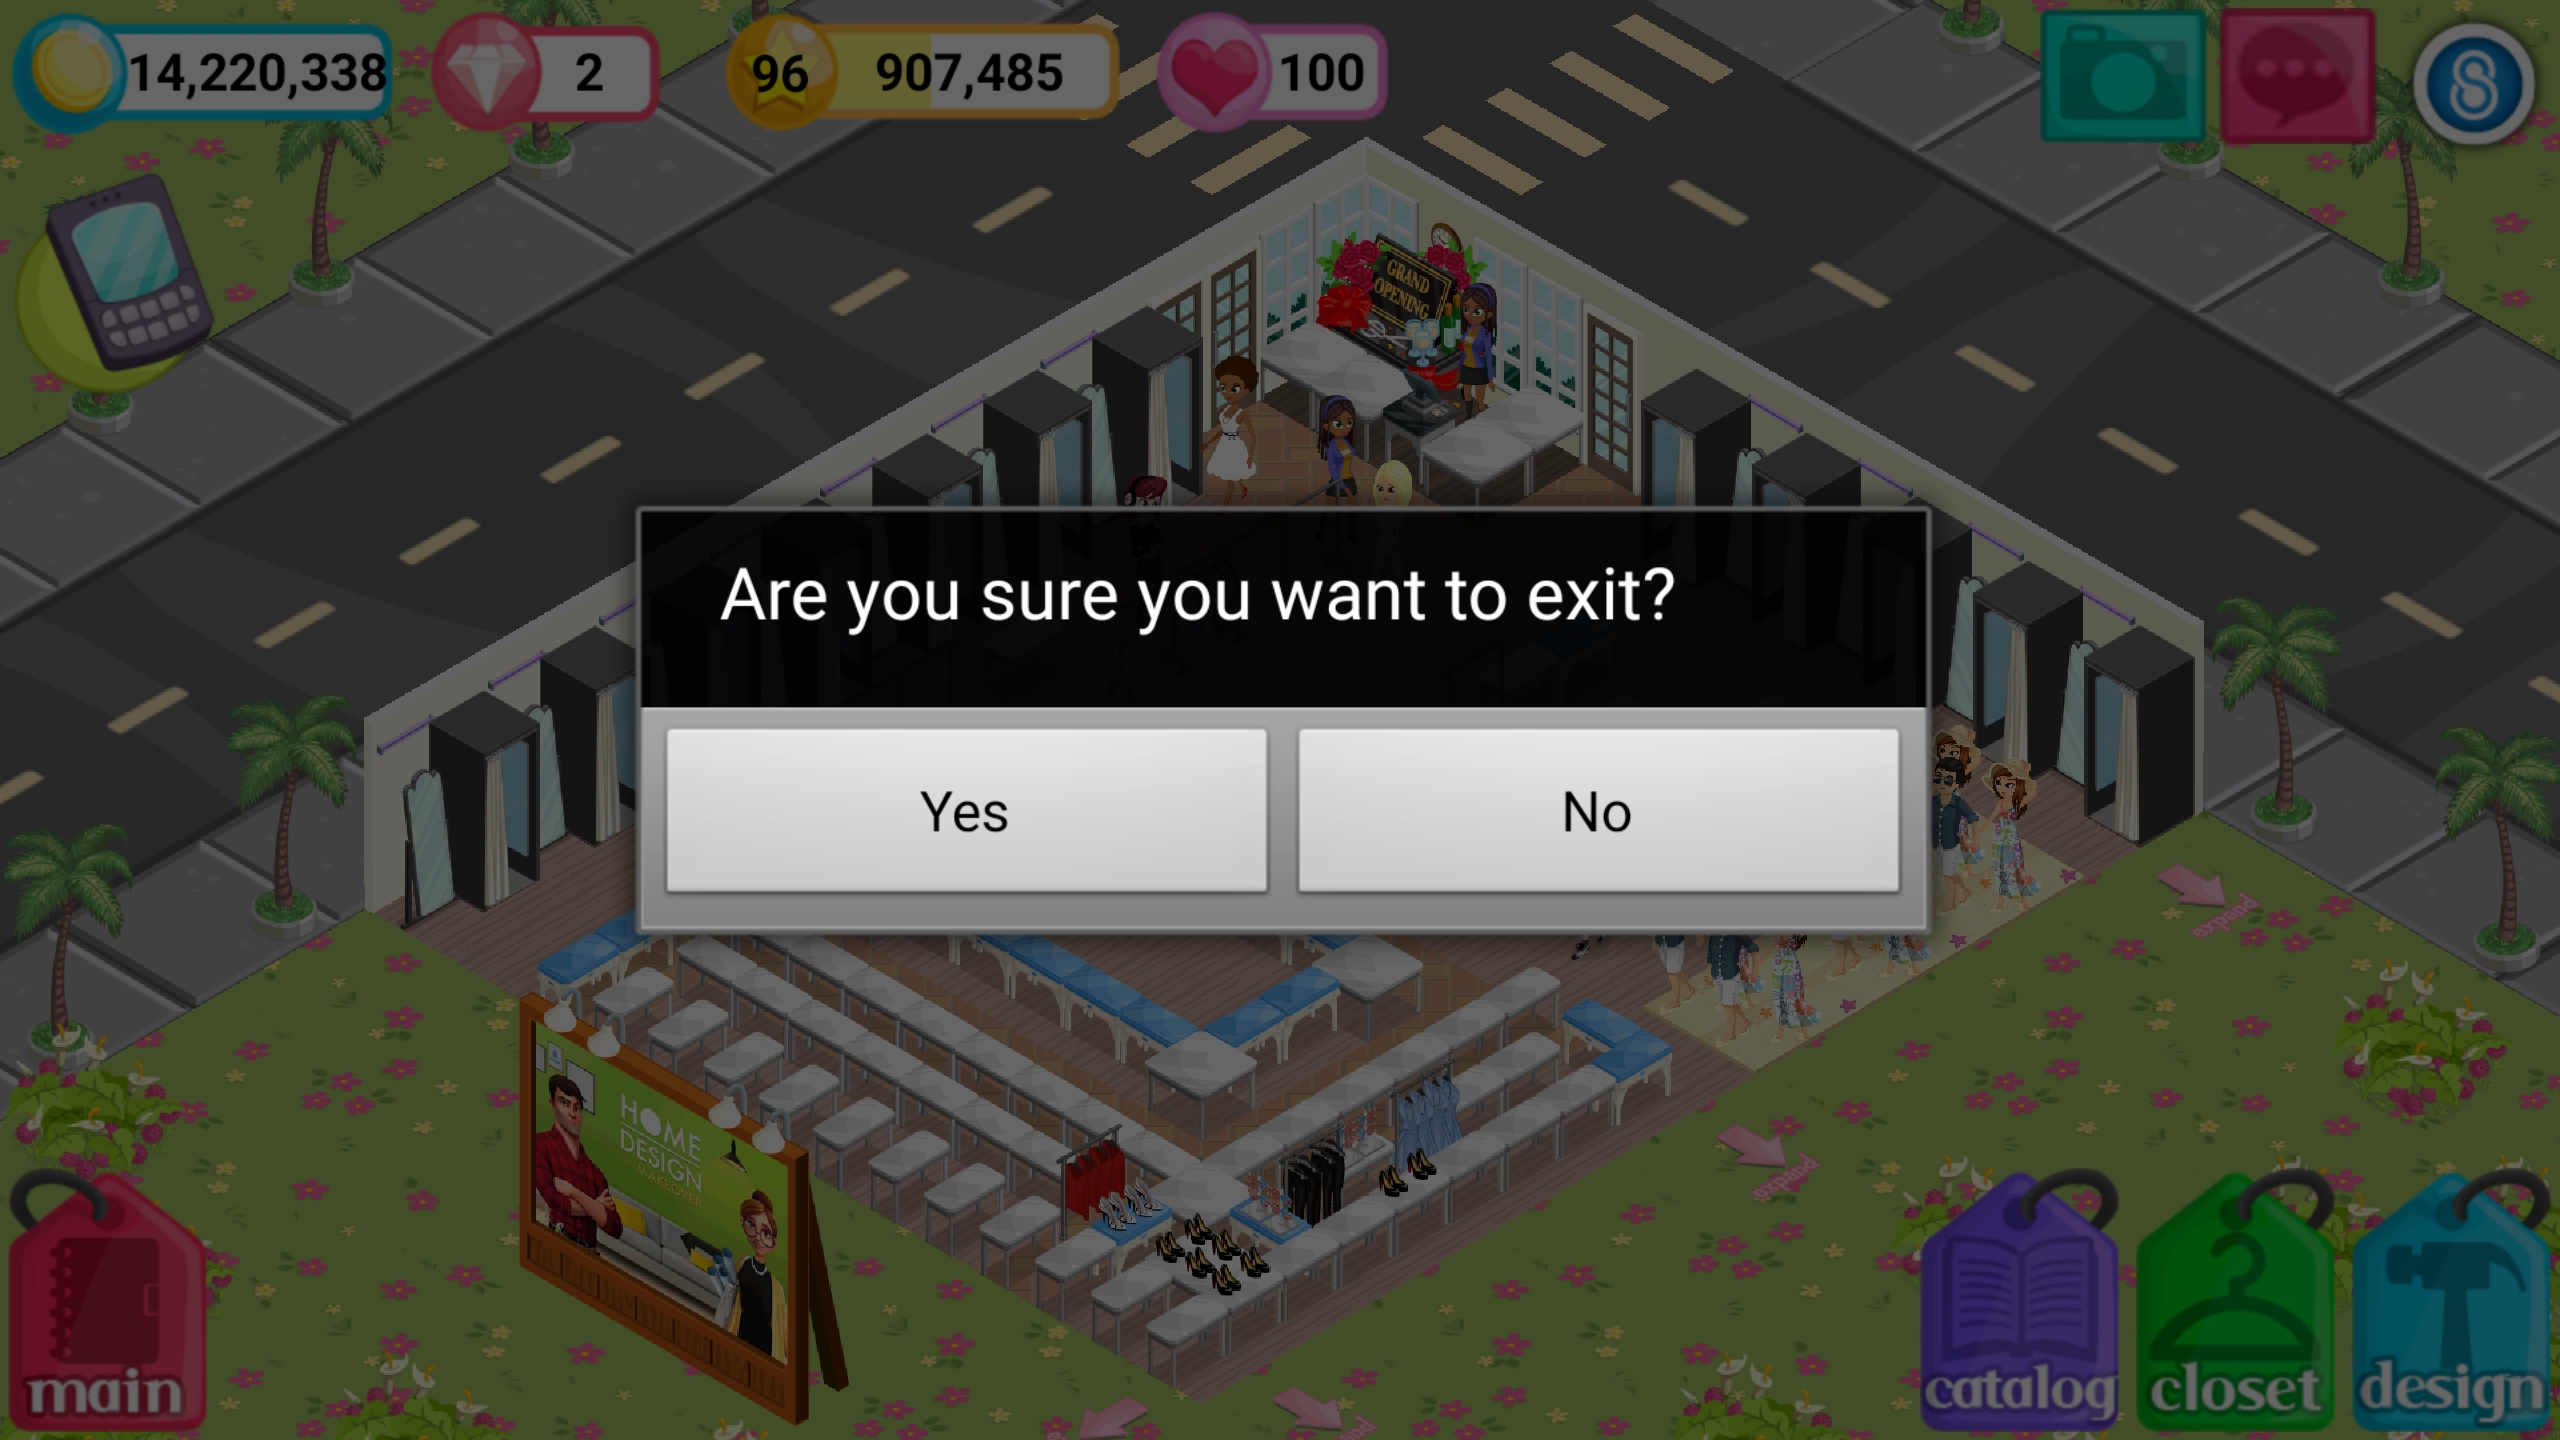 14,220,338
2
96
907,485
100
GRAND
OPENING
Are you sure you want to exit?
Yes
No
expand
expand
HOME
DESIGN
MAKEOVER
main
catalog
closet
design